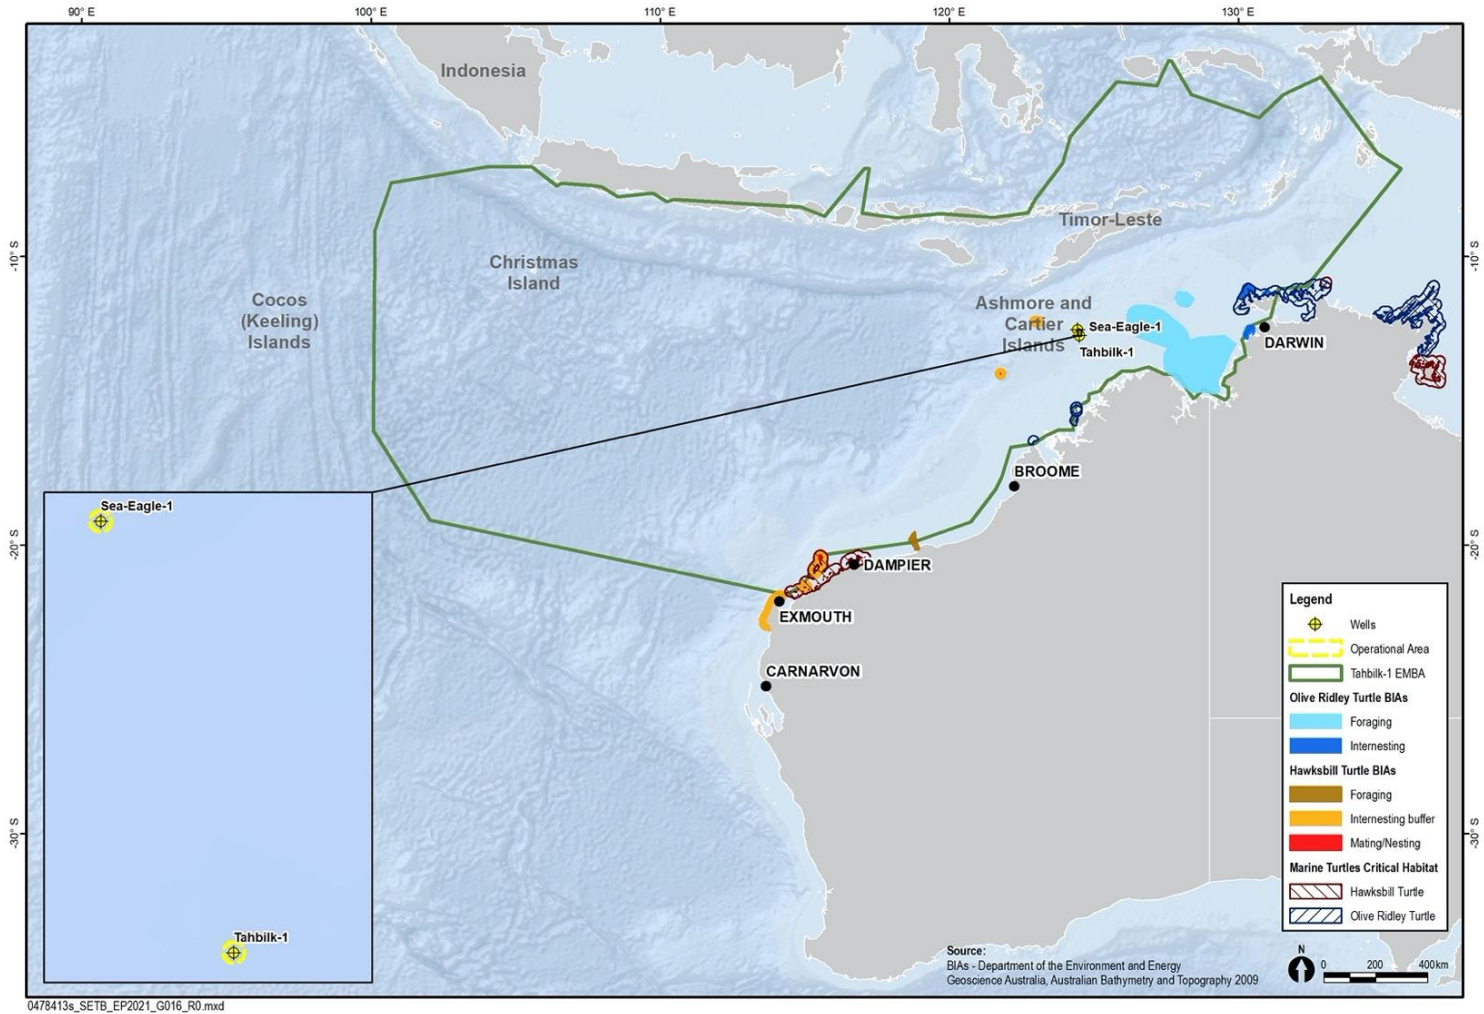 90° E
100° E
110° E
120° E
130° E
Indonesia
Timor-Leste
-10° S
-10° S
Christmas
Island
Cocos
(Keeling)
Islands
Ashmore and
Cartier
Islands
Sea-Eagle-1
Tahbilk-1
DARWIN
BROOME
Sea-Eagle-1
-20° S
-20° S
DAMPIER
EXMOUTH
CARNARVON
Legend
Wells
Operational Area
Tahbilk-1 EMBA
Olive Ridley Turtle BIAs
Foraging
Internesting
Hawksbill Turtle BIAs
Foraging
Internesting buffer
Mating/Nesting
Marine Turtles Critical Habitat
Hawksbill Turtle
Olive Ridley Turtle
-30° S
-30° S
Tahbilk-1
Source:
BIAs - Department of the Environment and Energy
Geoscience Australia, Australian Bathymetry and Topography 2009
N
0 200 400km
0478413s_SETB_EP2021_G016_R0.mxd